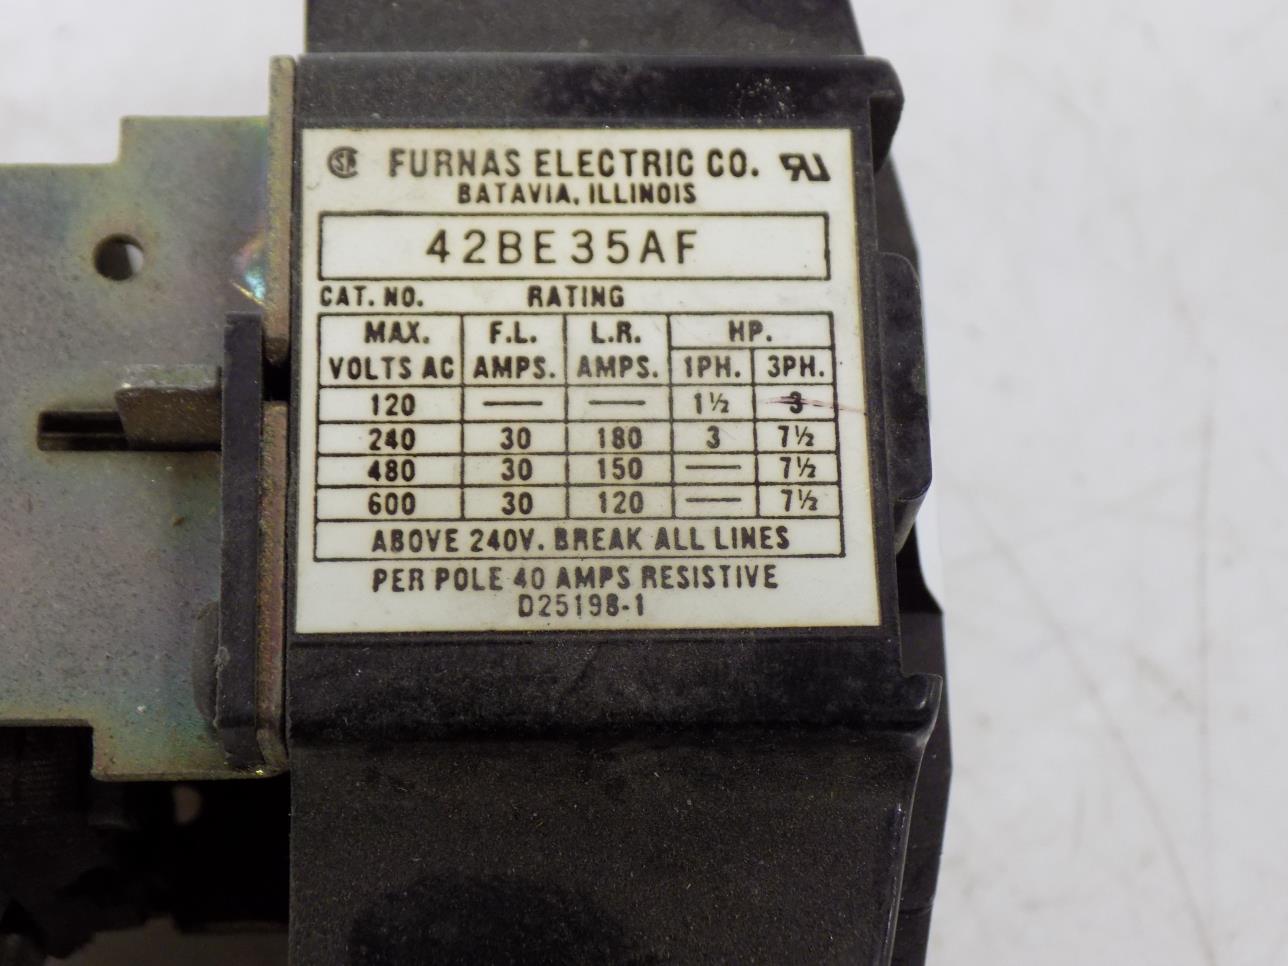 SA FURNAS ELECTRIC CO. RU
BATAVIA, ILLINOIS
42BE35AF
CAT. NO. RATING
MAX. VOLTS AC F.L. AMPS. L.R. AMPS. HP.
1PH. 3PH.
120 — — 1½ 3
240 30 180 3 7½
480 30 150 — 7½
600 30 120 — 7½
ABOVE 240V. BREAK ALL LINES
PER POLE 40 AMPS RESISTIVE
D25198-1